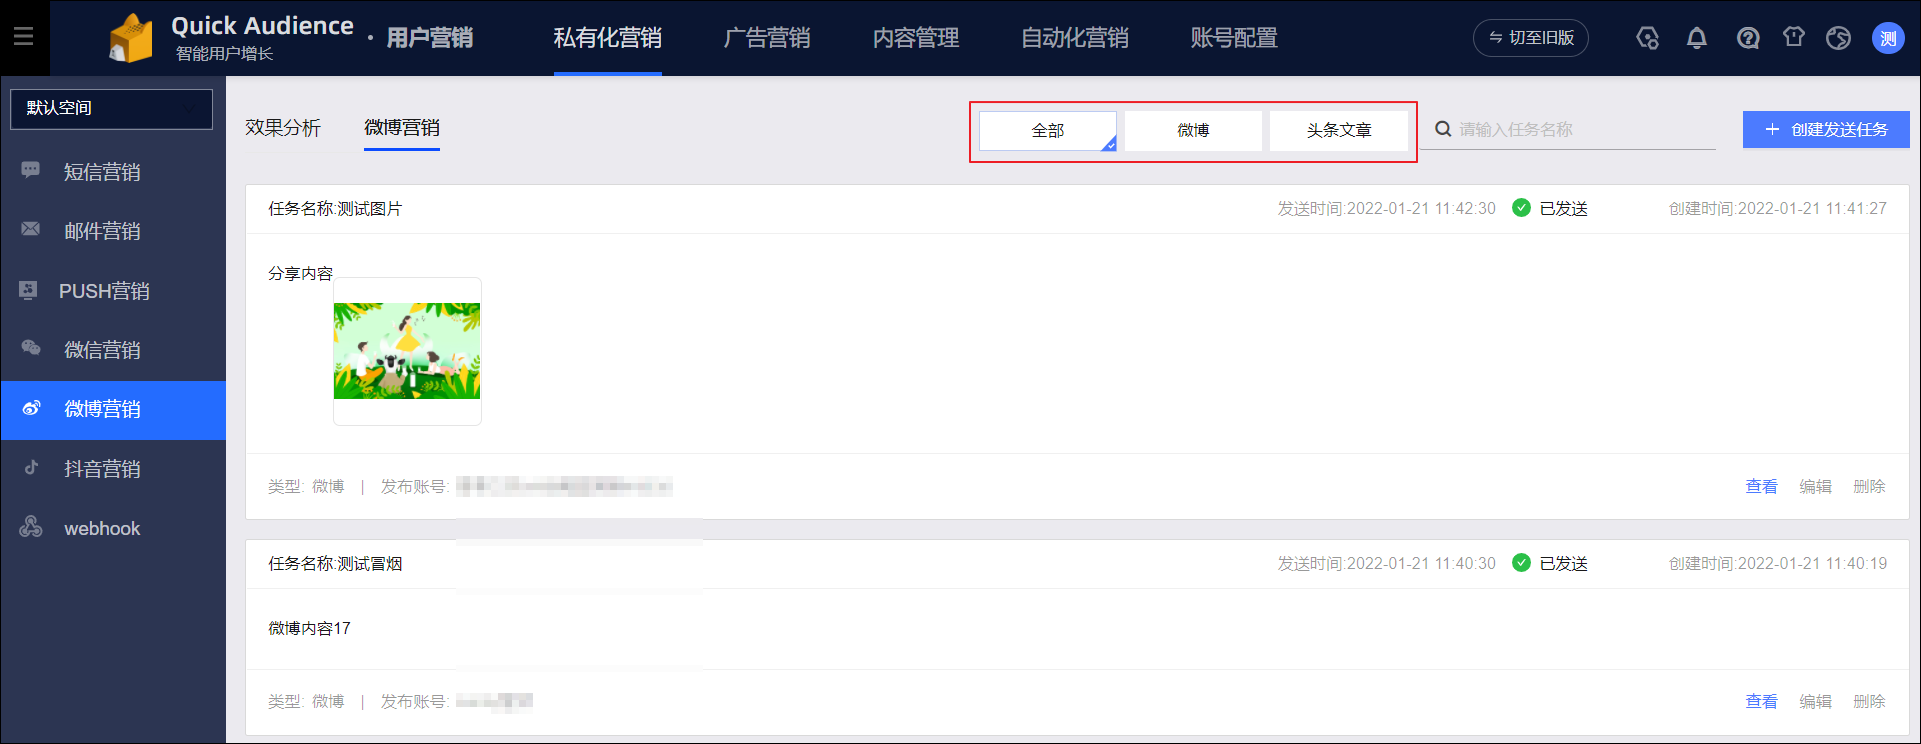 Quick Audience
智能用户增长
· 用户营销
私有化营销
广告营销
内容管理
自动化营销
账号配置
切至旧版
测
默认空间
短信营销
邮件营销
PUSH营销
微信营销
微博营销
抖音营销
webhook
效果分析
微博营销
全部
微博
头条文章
请输入任务名称
+ 创建发送任务
任务名称:测试图片
发送时间:2022-01-21 11:42:30
已发送
创建时间:2022-01-21 11:41:27
分享内容
类型: 微博 | 发布账号:
查看 编辑 删除
任务名称:测试冒烟
发送时间:2022-01-21 11:40:30
已发送
创建时间:2022-01-21 11:40:19
微博内容17
类型: 微博 | 发布账号:
查看 编辑 删除